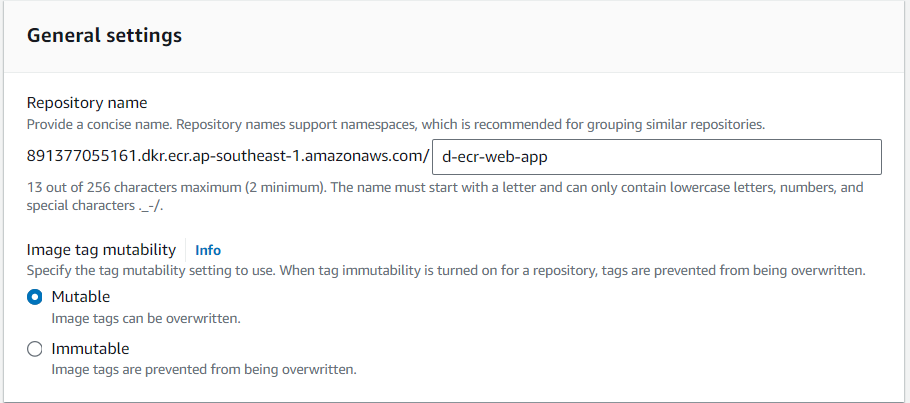 General settings
Repository name
Provide a concise name. Repository names support namespaces, which is recommended for grouping similar repositories.
891377055161.dkr.ecr.ap-southeast-1.amazonaws.com/ d-ecr-web-app
13 out of 256 characters maximum (2 minimum). The name must start with a letter and can only contain lowercase letters, numbers, and
special characters ._-/.
Image tag mutability Info
Specify the tag mutability setting to use. When tag immutability is turned on for a repository, tags are prevented from being overwritten.
Mutable
Image tags can be overwritten.
Immutable
Image tags are prevented from being overwritten.